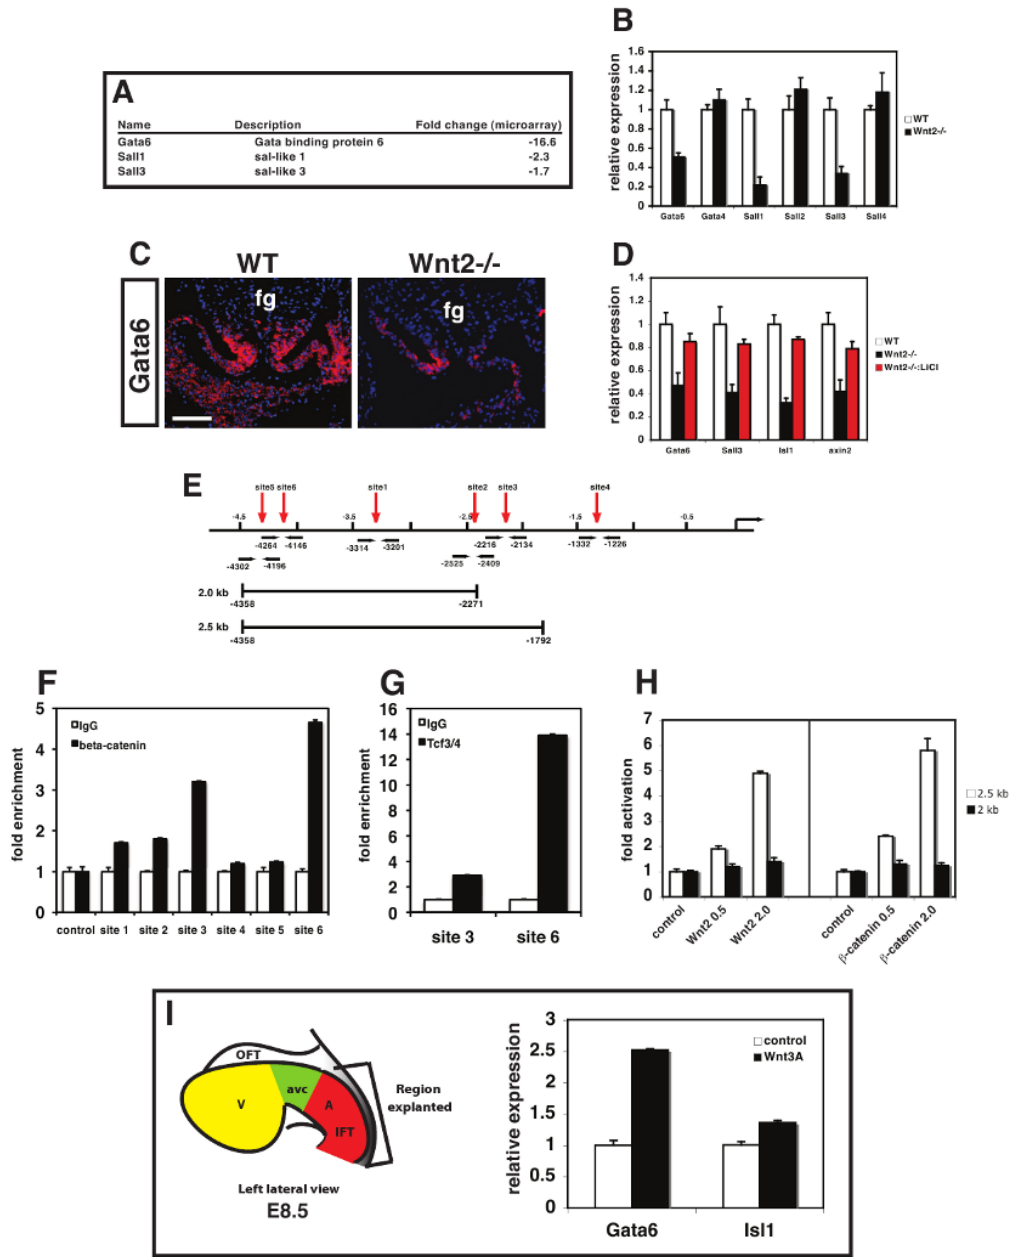 A
Name Description Fold change (microarray)
Gata6 Gata binding protein 6 -16.6
Sall1 sal-like 1 -2.3
Sall3 sal-like 3 -1.7
B
relative expression
1.6
1.4
1.2
1
0.8
0.6
0.4
0.2
0
Gata6 Gata4 Sall1 Sall2 Sall3 Sall4
WT
Wnt2-/-
C
WT Wnt2-/-
Gata6
fg fg
D
relative expression
1.4
1.2
1
0.8
0.6
0.4
0.2
0
Gata6 Sall3 Isl1 axin2
WT
Wnt2-/-
Wnt2-/-:LiCl
E
site5 site6 site1 site2 site3 site4
-4.5 -3.5 -2.5 -1.5 -0.5
-4264 -4146 -3314 -3201 -2216 -2134 -1332 -1226
-4302 -4196 -2525 -2409
2.0 kb
-4358 -2271
2.5 kb
-4358 -1792
F
fold enrichment
5
4
3
2
1
0
IgG
beta-catenin
control site 1 site 2 site 3 site 4 site 5 site 6
G
fold enrichment
16
14
12
10
8
6
4
2
0
IgG
Tcf3/4
site 3 site 6
H
fold activation
7
6
5
4
3
2
1
0
control Wnt2 0.5 Wnt2 2.0 control β-catenin 0.5 β-catenin 2.0
2.5 kb
2 kb
I
OFT
avc
V
A
IFT
Region
explanted
Left lateral view
E8.5
relative expression
3
2.5
2
1.5
1
0.5
0
control
Wnt3A
Gata6 Isl1